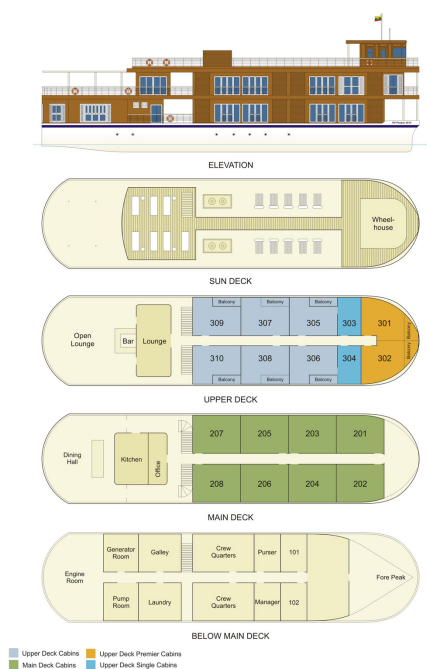 ELEVATION
Wheel-
house
SUN DECK
Balcony Balcony Balcony
309 307 305 303 301
Open
Lounge
Bar Lounge
Balcony Balcony
310 308 306 304 302
Balcony Balcony Balcony
UPPER DECK
207 205 203 201
Dining
Hall
Kitchen
Office
208 206 204 202
MAIN DECK
Generator
Room
Galley
Crew
Quarters
Purser 101
Engine
Room
Fore Peak
Pump
Room
Laundry
Crew
Quarters
Manager 102
BELOW MAIN DECK
Upper Deck Cabins Upper Deck Premier Cabins
Main Deck Cabins Upper Deck Single Cabins